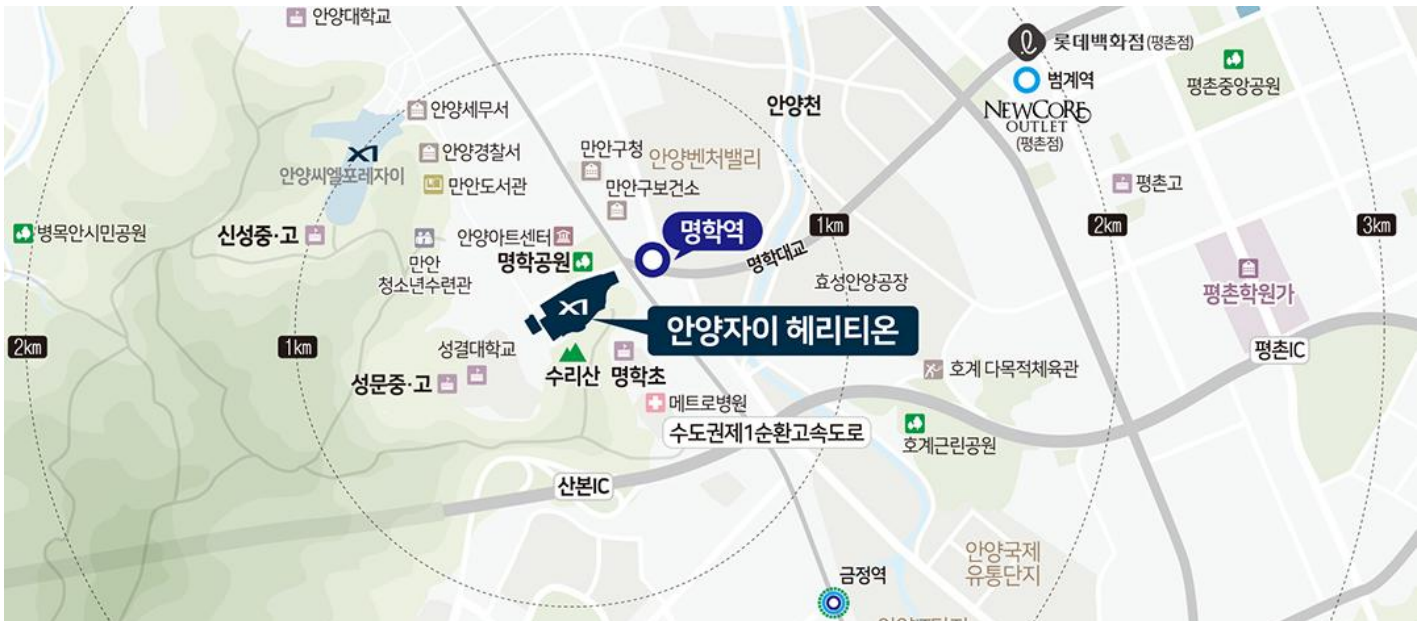 안양대학교
롯데백화점(평촌점)
범계역
NEWCORE
OUTLET
(평촌점)
평촌중앙공원
안양세무서
안양천
안양경찰서
만안구청
안양벤처밸리
안양씨엘포레자이
만안도서관
만안구보건소
평촌고
병목안시민공원
신성중·고
안양아트센터
명학공원
명학역
1km
2km
3km
만안
청소년수련관
명학대교
효성안양공장
평촌학원가
안양자이 헤리티온
2km
1km
성결대학교
평촌IC
성문중·고
수리산
명학초
호계 다목적체육관
메트로병원
수도권제1순환고속도로
호계근린공원
산본IC
안양국제
유통단지
금정역